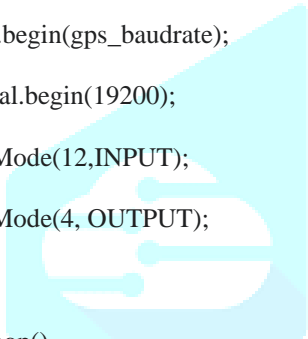 .begin(gps_baudrate);
al.begin(19200);
Mode(12,INPUT);
Mode(4, OUTPUT);